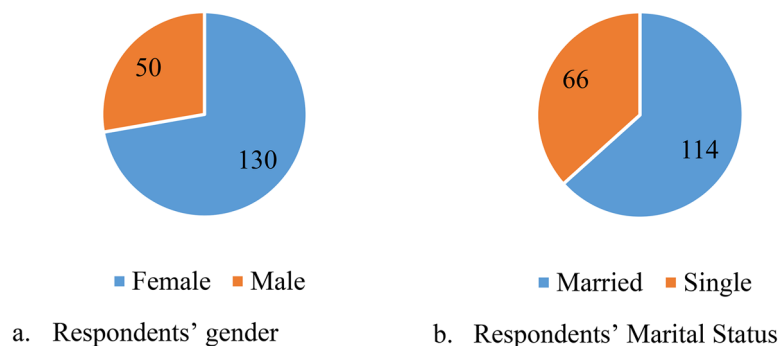 50
130
Female Male
a. Respondents’ gender
66
114
Married Single
b. Respondents’ Marital Status